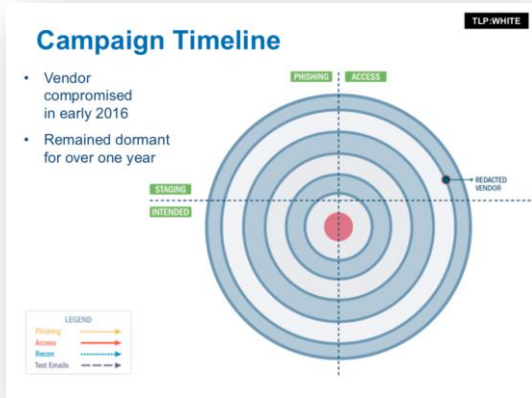 TLP:WHITE
Campaign Timeline
• Vendor
compromised
in early 2016
• Remained dormant
for over one year
PHISHING
ACCESS
REDACTED
VENDOR
STAGING
INTENDED
LEGEND
Phishing
Access
Recon
Test Emails